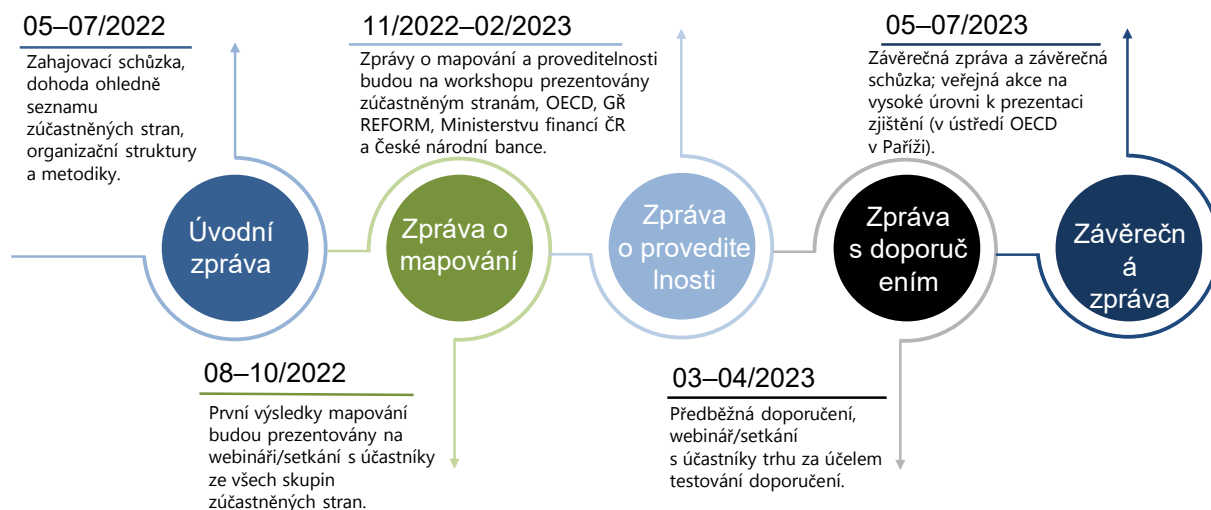 05–07/2022
Zahajovací schůzka,
dohoda ohledně
seznamu
zúčastněných stran,
organizační struktury
a metodiky.
11/2022–02/2023
Zprávy o mapování a proveditelnosti
budou na workshopu prezentovány
zúčastněným stranám, OECD, GŘ
REFORM, Ministerstvu financí ČR
a České národní bance.
05–07/2023
Závěrečná zpráva a závěrečná
schůzka; veřejná akce na
vysoké úrovni k prezentaci
zjištění (v ústředí OECD
v Paříži).
Úvodní
zpráva
Zpráva o
mapování
Zpráva
o provedite
lnosti
Zpráva
s doporuč
ením
Závěrečn
á
zpráva
08–10/2022
První výsledky mapování
budou prezentovány na
webináři/setkání s účastníky
ze všech skupin
zúčastněných stran.
03–04/2023
Předběžná doporučení,
webinář/setkání
s účastníky trhu za účelem
testování doporučení.